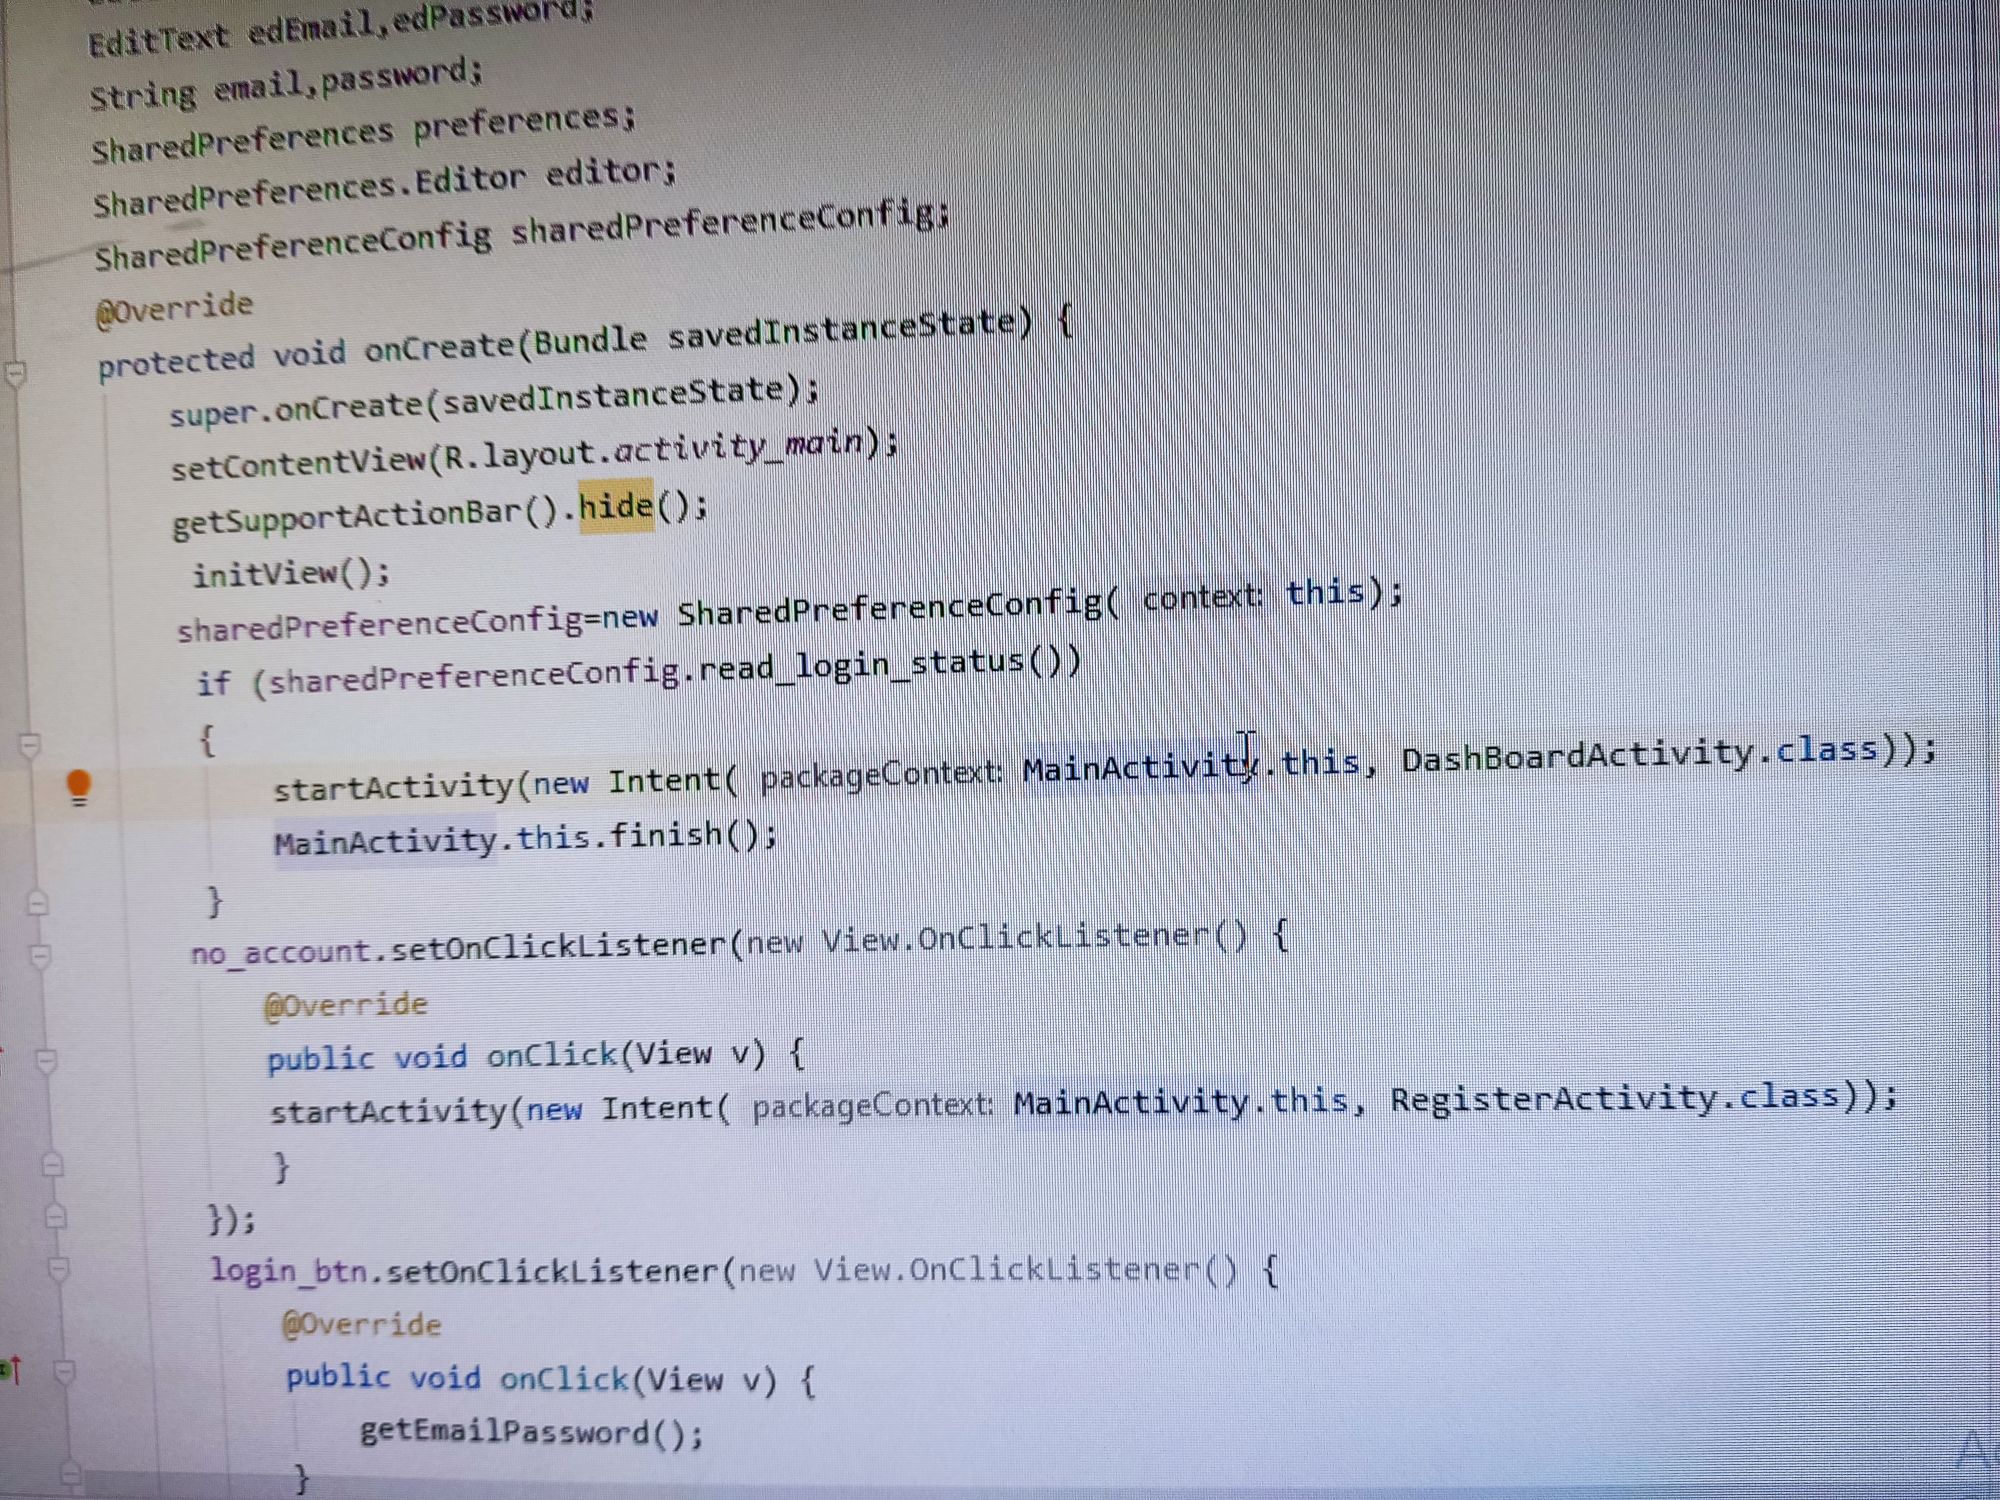 EditText edEmail,edPassword;
String email,password;
SharedPreferences preferences;
SharedPreferences.Editor editor;
SharedPreferenceConfig sharedPreferenceConfig;
@Override
protected void onCreate(Bundle savedInstanceState) {
super.onCreate(savedInstanceState);
setContentView(R.layout.activity_main);
getSupportActionBar().hide();
initView();
sharedPreferenceConfig=new SharedPreferenceConfig( context: this);
if (sharedPreferenceConfig.read_login_status())
{
startActivity(new Intent( packageContext: MainActivity.this, DashBoardActivity.class));
MainActivity.this.finish();
}
no_account.setOnClickListener(new View.OnClickListener() {
@Override
public void onClick(View v) {
startActivity(new Intent( packageContext: MainActivity.this, RegisterActivity.class));
}
});
login_btn.setOnClickListener(new View.OnClickListener() {
@Override
public void onClick(View v) {
getEmailPassword();
}